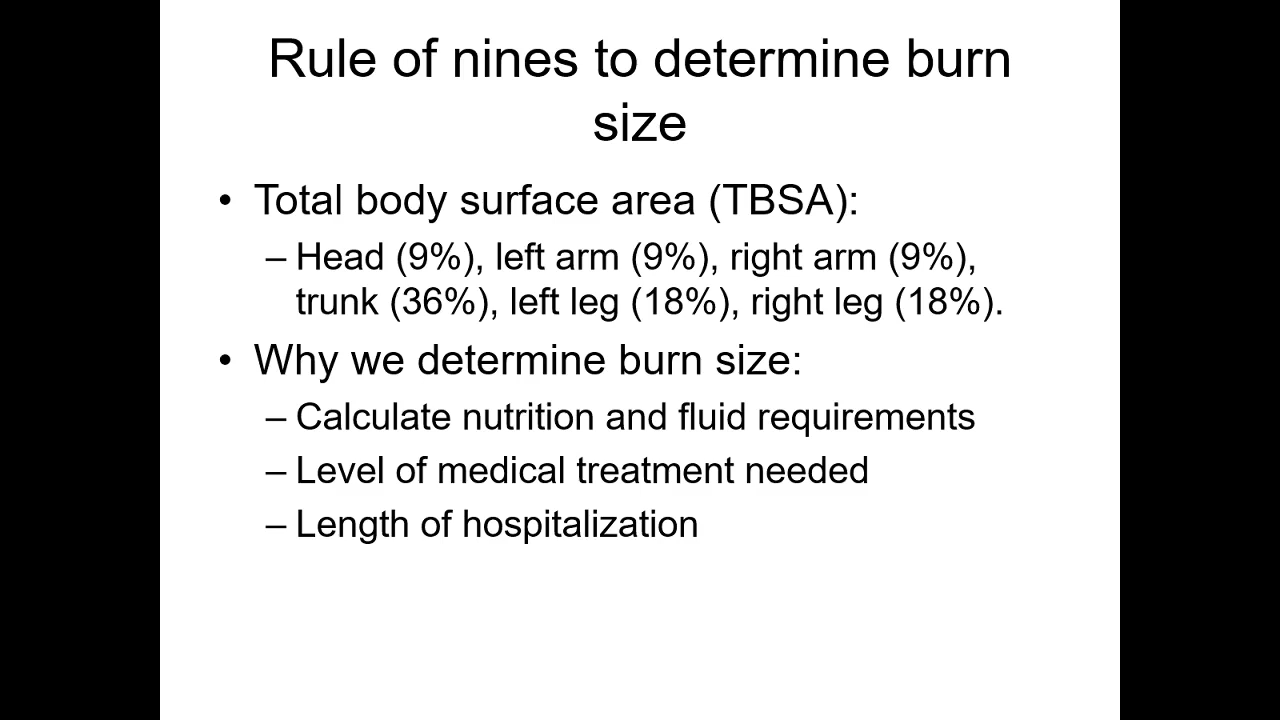 Rule of nines to determine burn
size
• Total body surface area (TBSA):
– Head (9%), left arm (9%), right arm (9%),
trunk (36%), left leg (18%), right leg (18%).
• Why we determine burn size:
– Calculate nutrition and fluid requirements
– Level of medical treatment needed
– Length of hospitalization